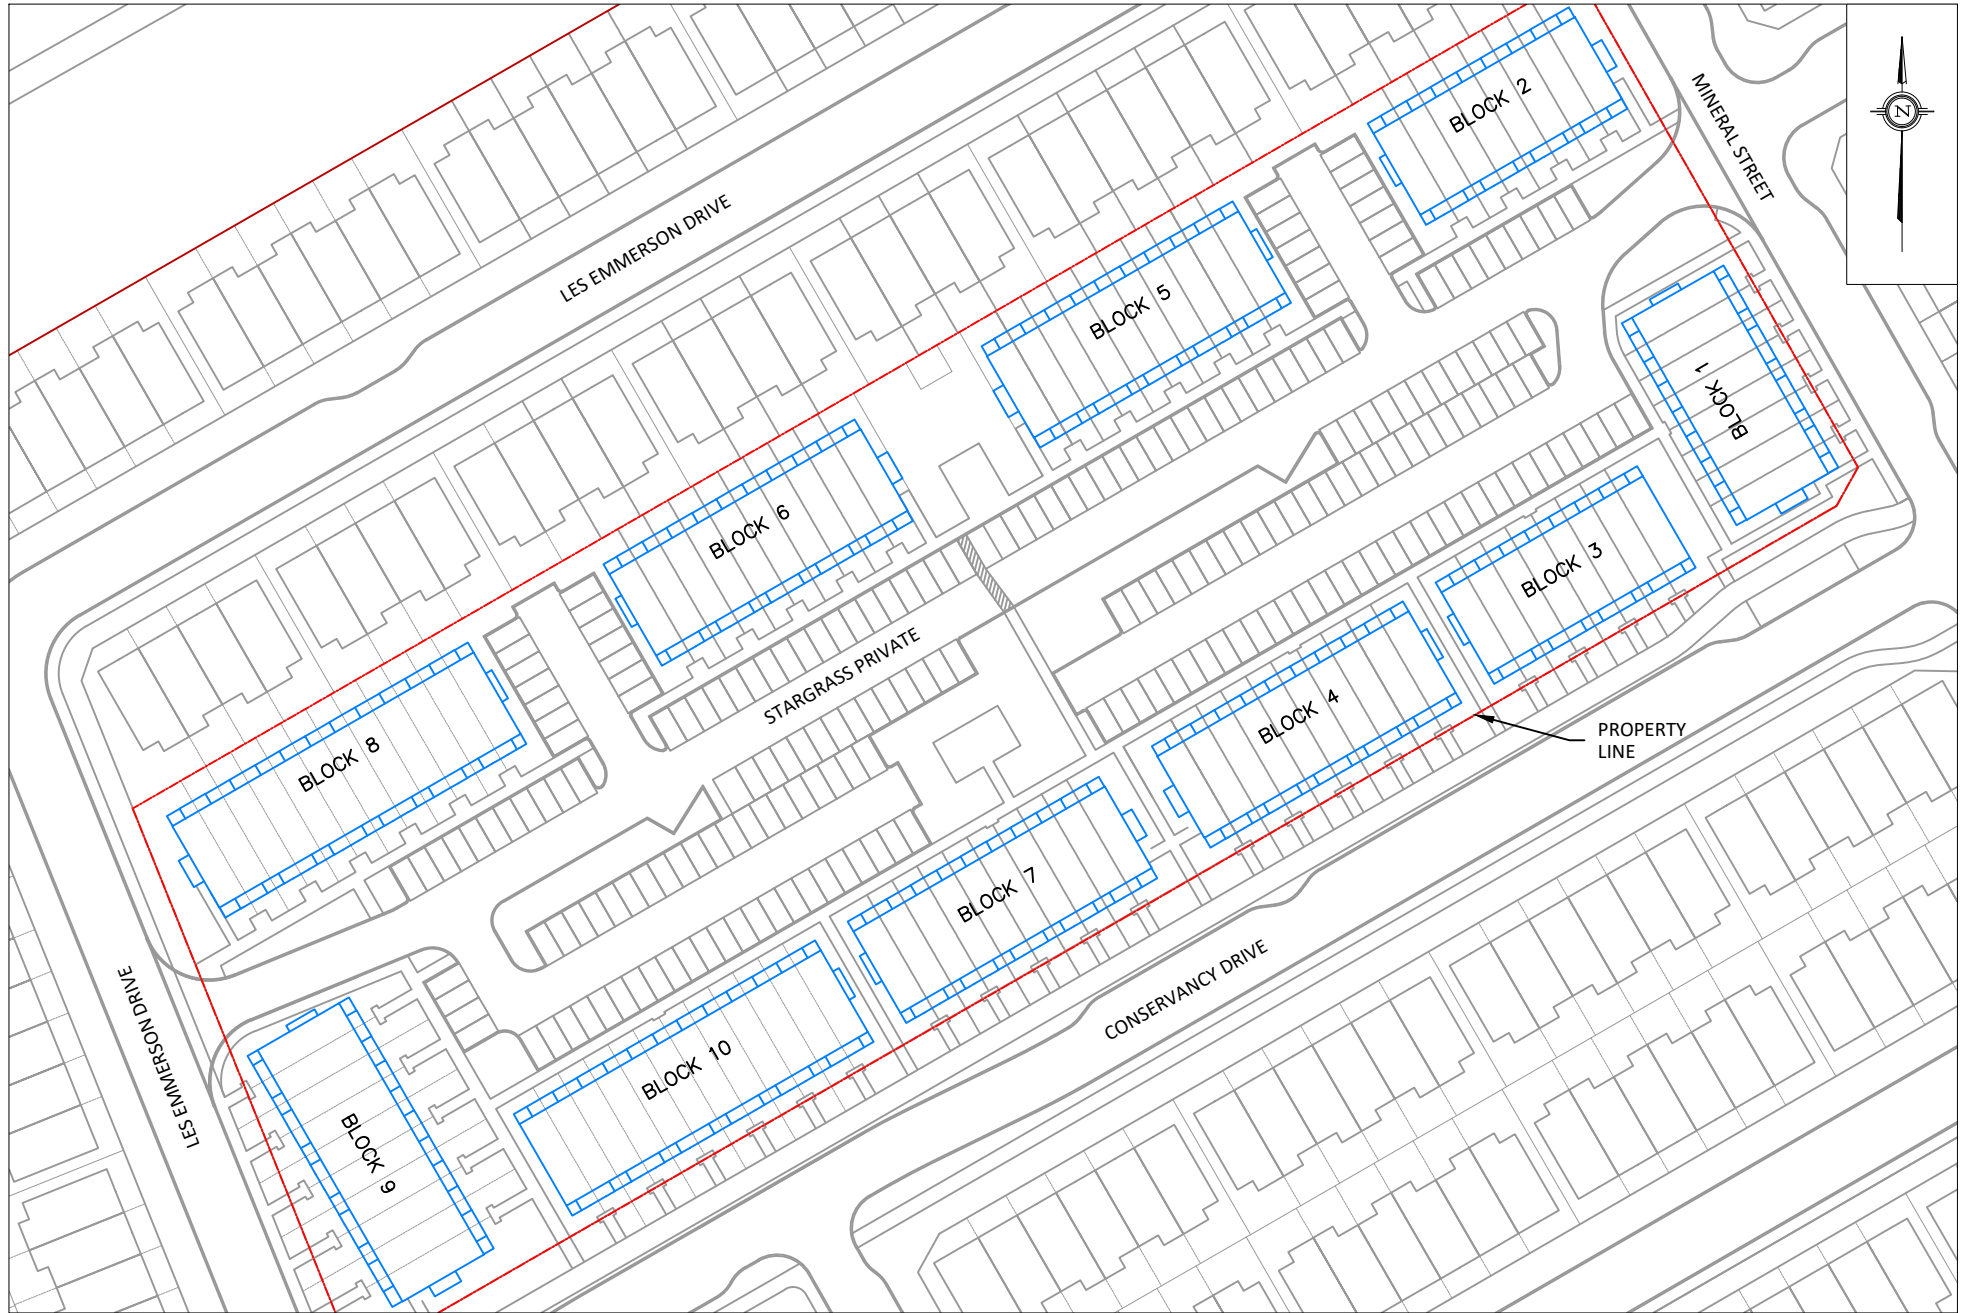 BLOCK 2
MINERAL STREET
N
LES EMMERSON DRIVE
BLOCK 5
BLOCK 1
BLOCK 6
BLOCK 3
STARGRASS PRIVATE
BLOCK 4
PROPERTY
LINE
BLOCK 8
BLOCK 7
CONSERVANCY DRIVE
LES EMMERSON DRIVE
BLOCK 10
BLOCK 9